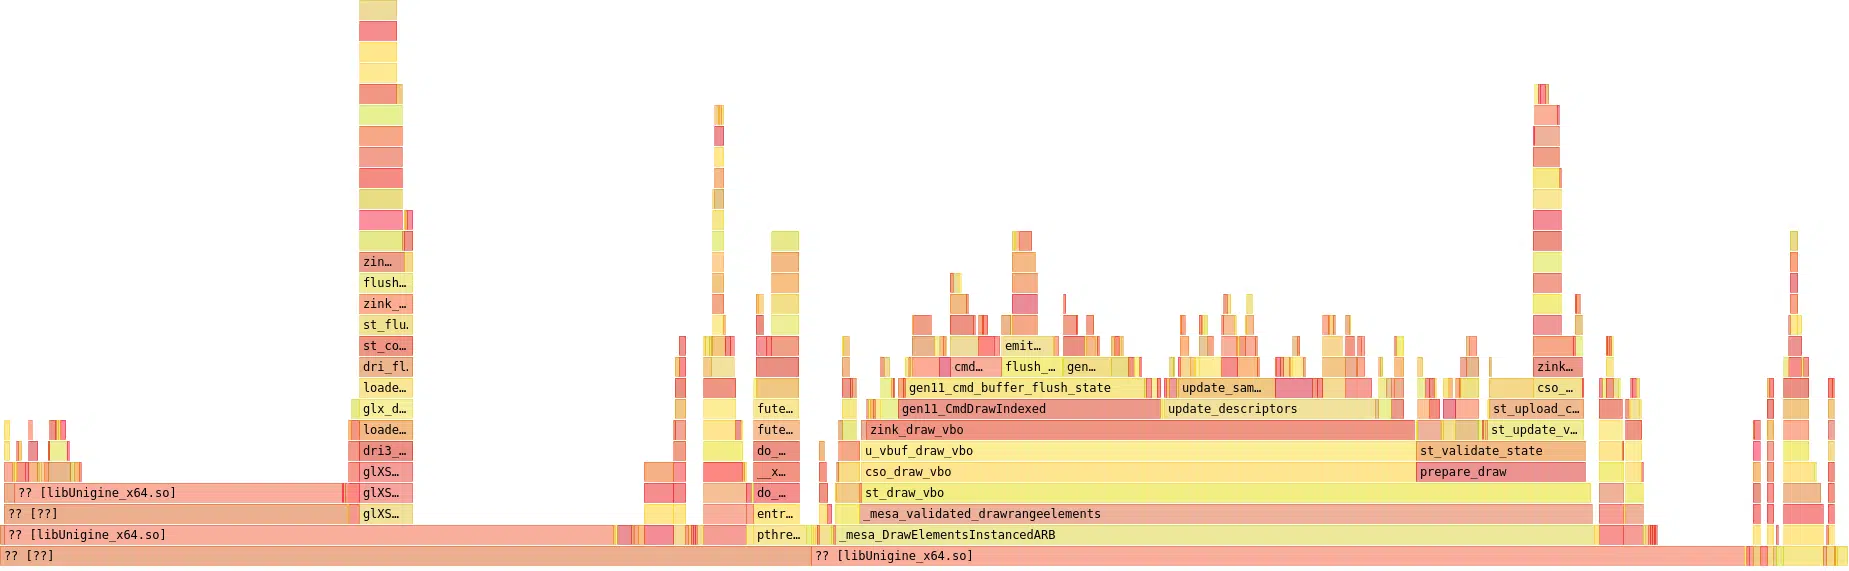 zin…
flush…
zink_…
st_flu.
emit…
st_co…
dri_fl.
cmd…
flush_…
gen…
zink…
loade…
gen11_cmd_buffer_flush_state
update_sam…
cso_…
glx_d…
fute…
gen11_CmdDrawIndexed
update_descriptors
st_upload_c…
loade…
fute…
zink_draw_vbo
st_update_v…
dri3_…
do_…
u_vbuf_draw_vbo
st_validate_state
glXS…
__x…
cso_draw_vbo
prepare_draw
?? [libUnigine_x64.so]
glXS…
do_…
st_draw_vbo
?? [??]
glXS…
entr…
_mesa_validated_drawrangeelements
?? [libUnigine_x64.so]
pthre…
_mesa_DrawElementsInstancedARB
?? [??]
?? [libUnigine_x64.so]